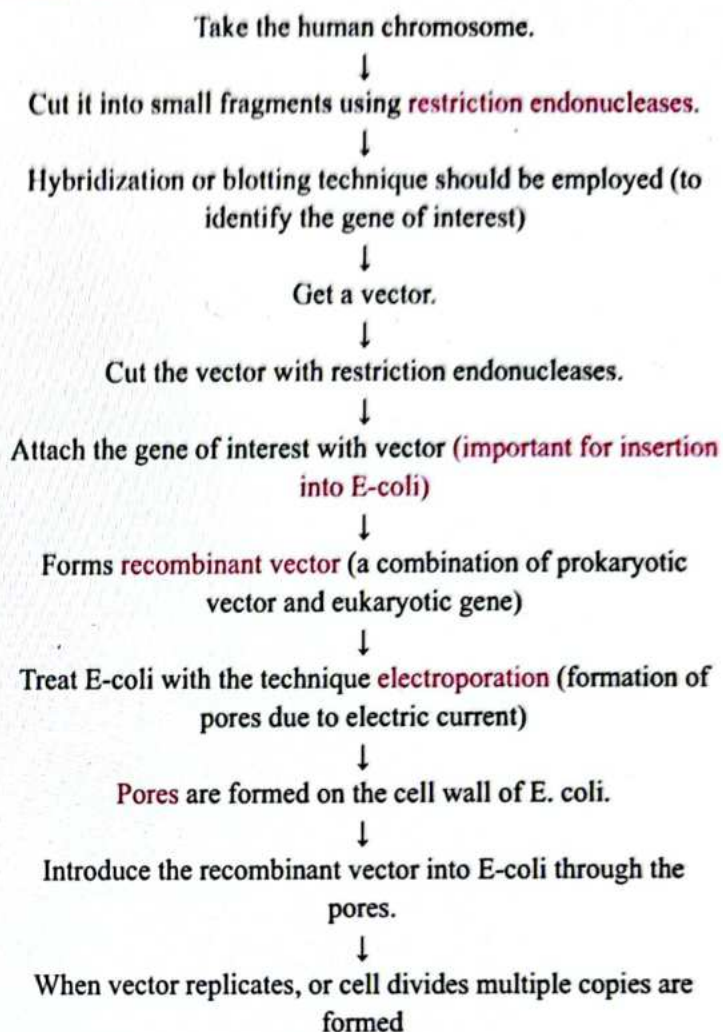 Take the human chromosome.
↓
Cut it into small fragments using restriction endonucleases.
↓
Hybridization or blotting technique should be employed (to
identify the gene of interest)
↓
Get a vector.
↓
Cut the vector with restriction endonucleases.
↓
Attach the gene of interest with vector (important for insertion
into E-coli)
↓
Forms recombinant vector (a combination of prokaryotic
vector and eukaryotic gene)
↓
Treat E-coli with the technique electroporation (formation of
pores due to electric current)
↓
Pores are formed on the cell wall of E. coli.
↓
Introduce the recombinant vector into E-coli through the
pores.
↓
When vector replicates, or cell divides multiple copies are
formed